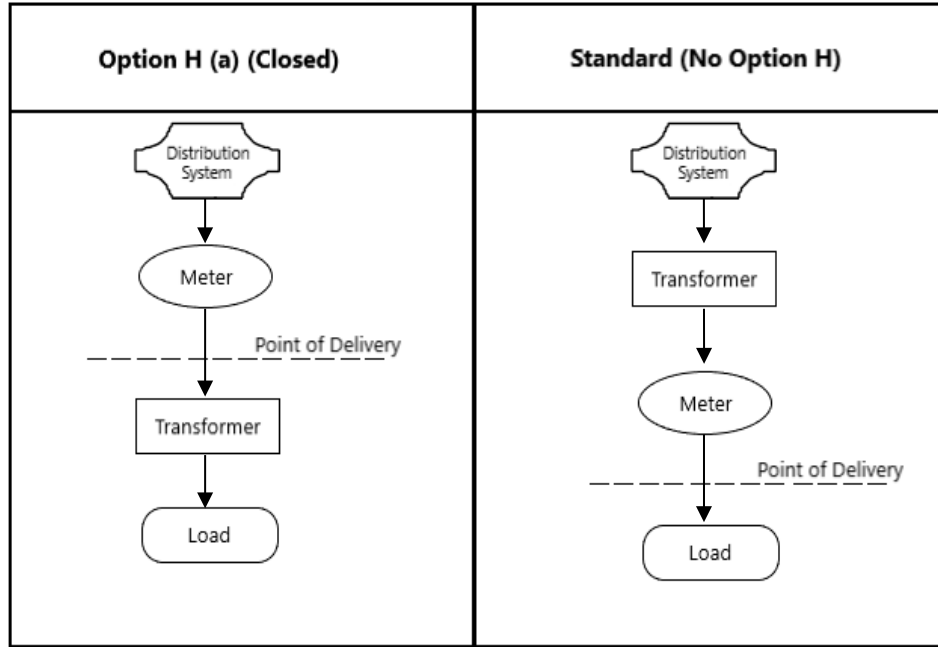 Option H (a) (Closed)
Standard (No Option H)
Distribution
System
Meter
Point of Delivery
Transformer
Load
Distribution
System
Transformer
Meter
Point of Delivery
Load